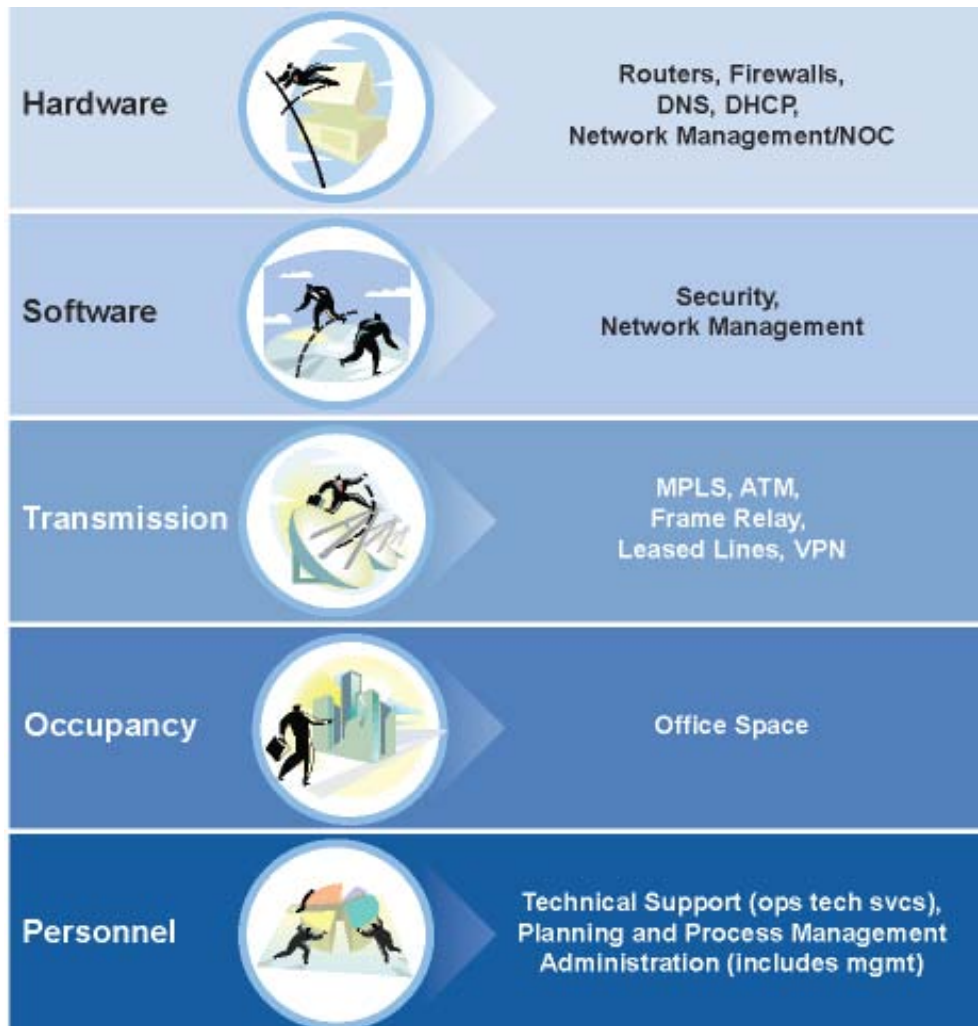 Hardware
Routers, Firewalls,
DNS, DHCP,
Network Management/NOC
Software
Security,
Network Management
Transmission
MPLS, ATM,
Frame Relay,
Leased Lines, VPN
Occupancy
Office Space
Personnel
Technical Support (ops tech svcs),
Planning and Process Management
Administration (includes mgmt)